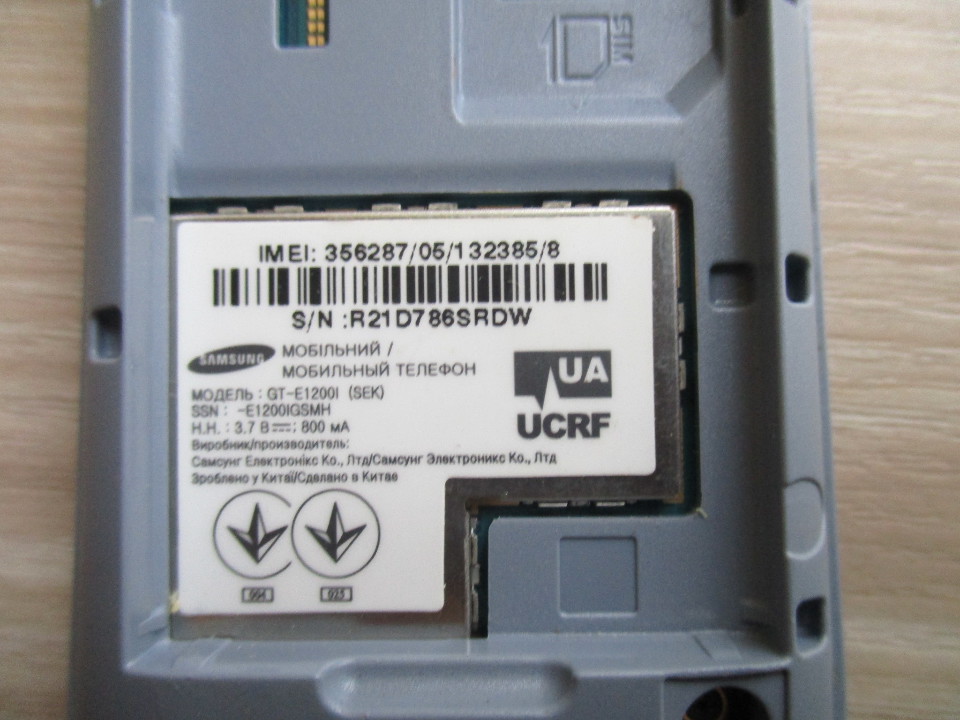 SIM
IMEI: 356287/05/132385/8
S/N :R21D786SRDW
SAMSUNG
МОБІЛЬНИЙ /
МОБИЛЬНЫЙ ТЕЛЕФОН
МОДЕЛЬ : GT-E1200I (SEK)
SSN : -E1200IGSMH
Н.Н. : 3.7 В ; 800 мА
Виробник/производитель:
Самсунг Електронікс Ко., Лтд/Самсунг Электроникс Ко., Лтд
Зроблено у Китаї/Сделано в Китае
UA
UCRF
004
025